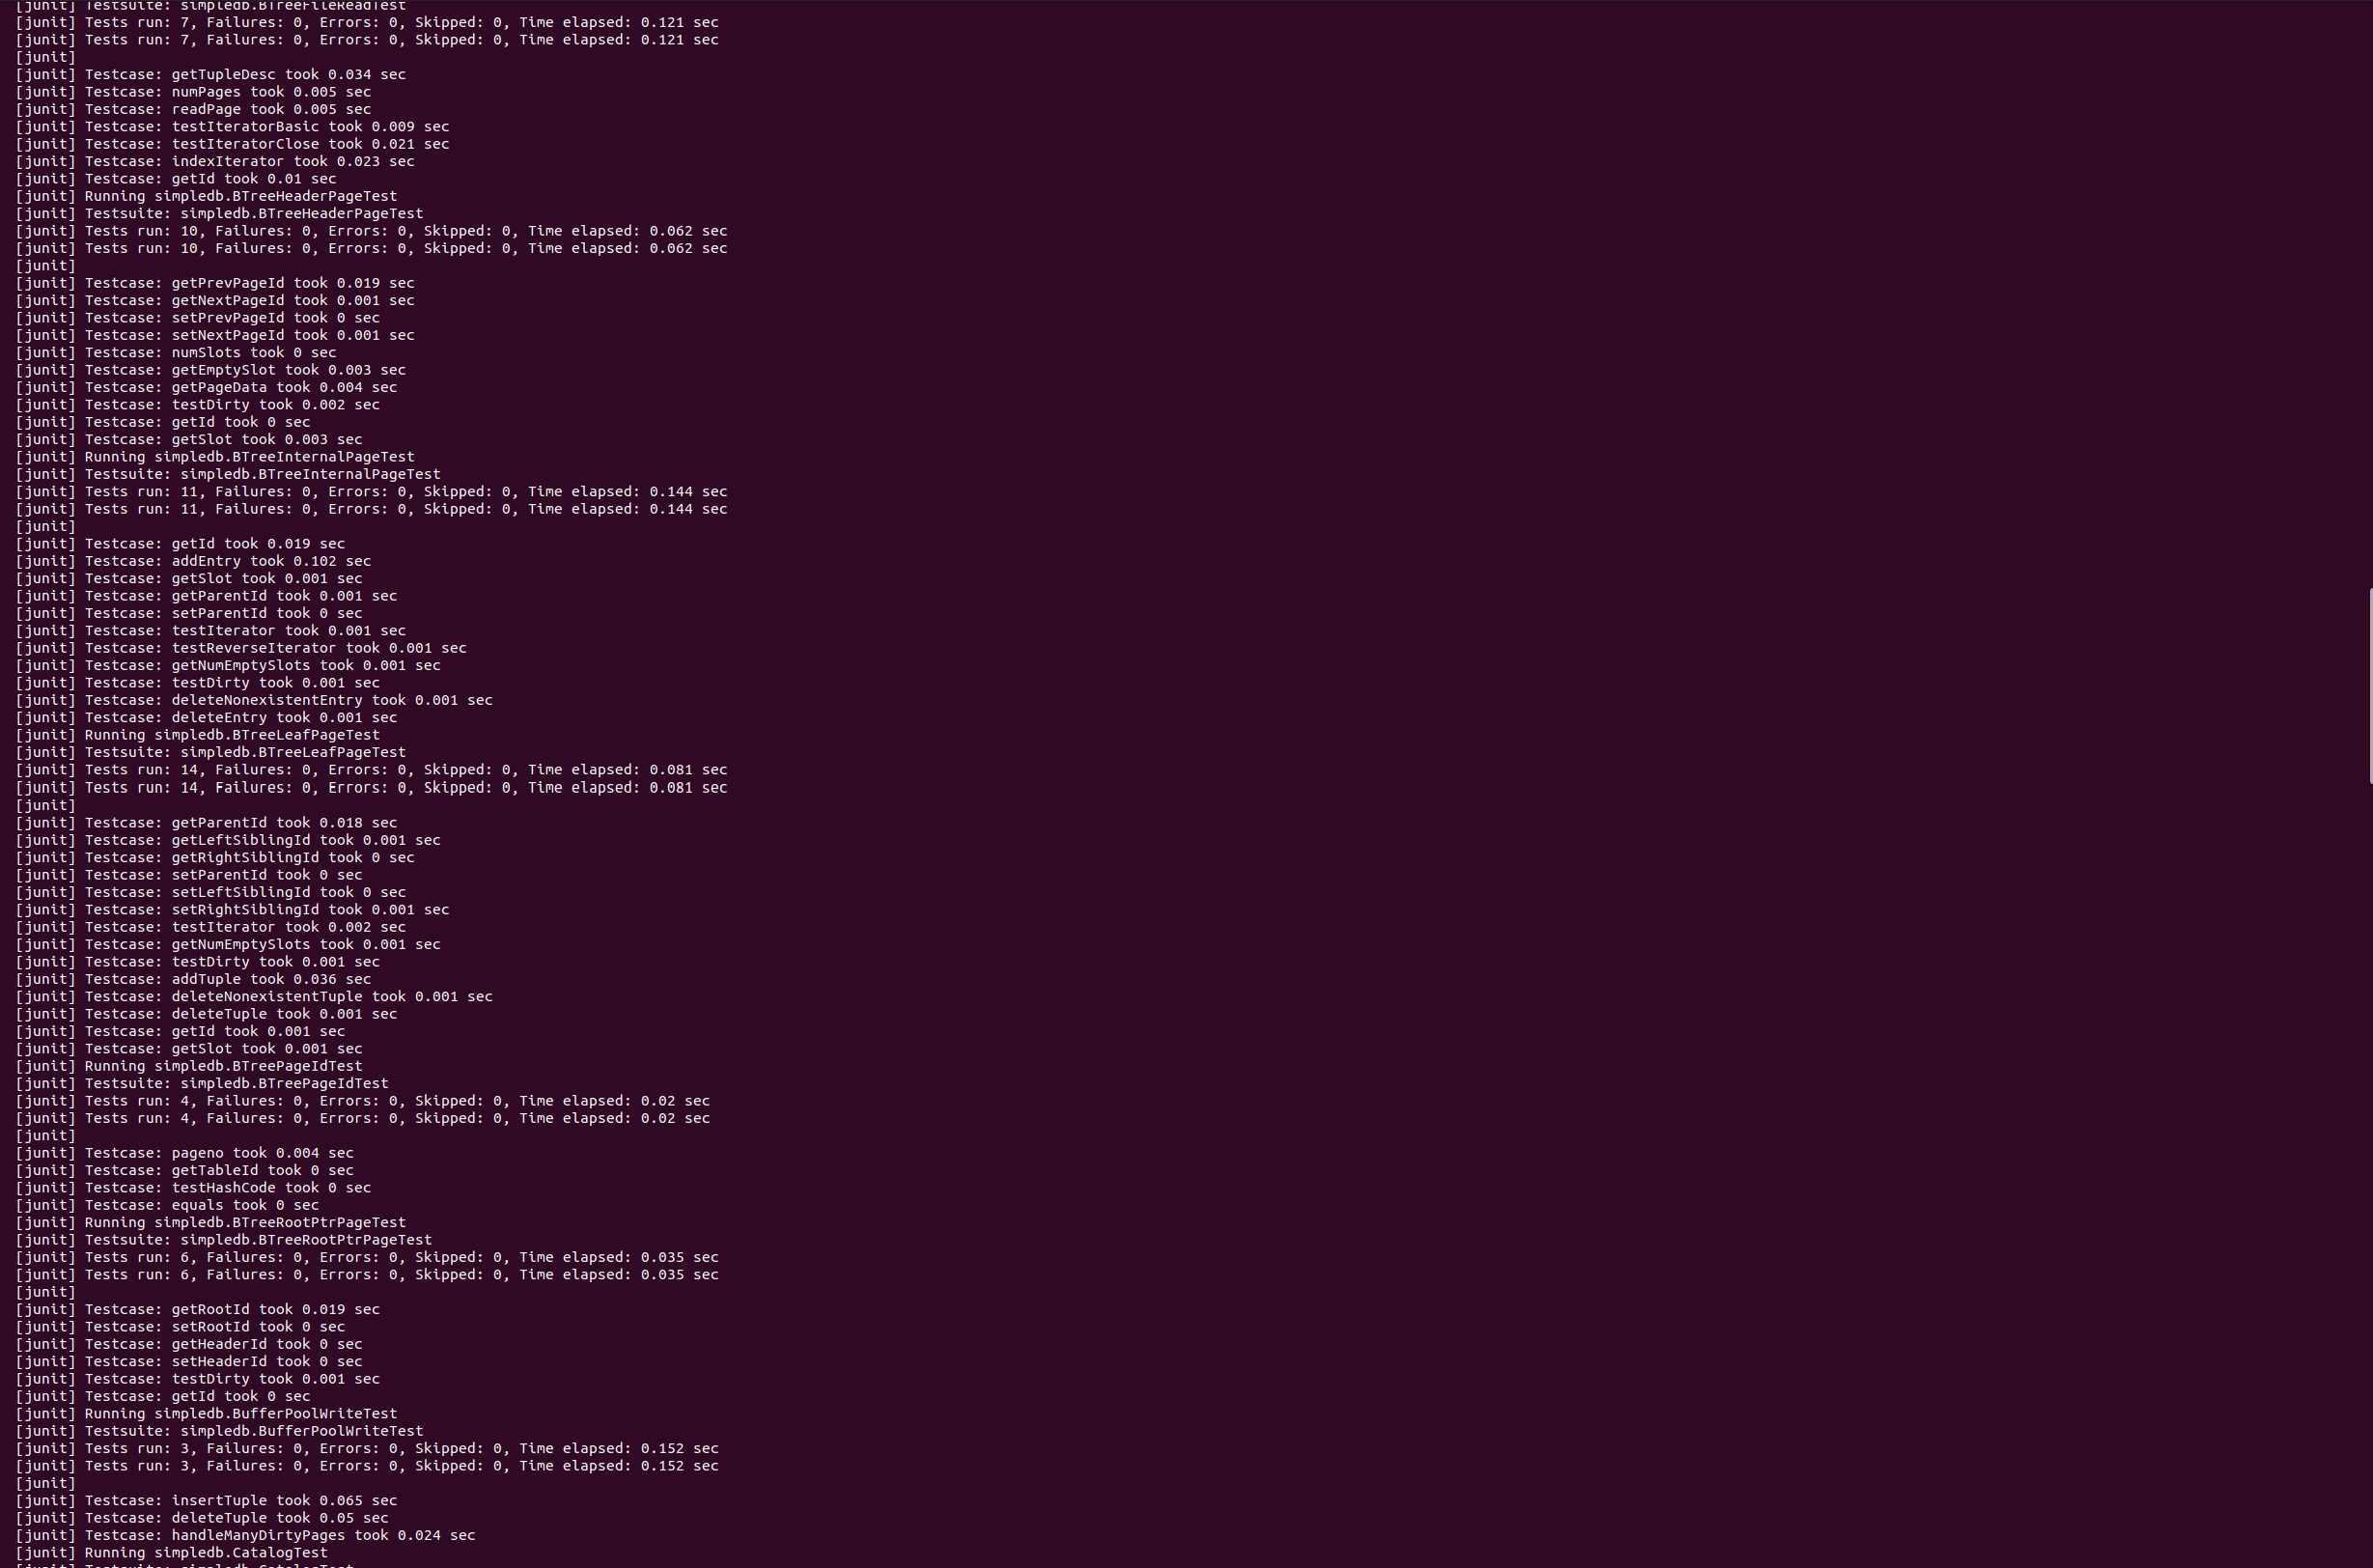 [junit] Testsuite: simpledb.BTreeFileReadTest
[junit] Tests run: 7, Failures: 0, Errors: 0, Skipped: 0, Time elapsed: 0.121 sec
[junit] Tests run: 7, Failures: 0, Errors: 0, Skipped: 0, Time elapsed: 0.121 sec
[junit]
[junit] Testcase: getTupleDesc took 0.034 sec
[junit] Testcase: numPages took 0.005 sec
[junit] Testcase: readPage took 0.005 sec
[junit] Testcase: testIteratorBasic took 0.009 sec
[junit] Testcase: testIteratorClose took 0.021 sec
[junit] Testcase: indexIterator took 0.023 sec
[junit] Testcase: getId took 0.01 sec
[junit] Running simpledb.BTreeHeaderPageTest
[junit] Testsuite: simpledb.BTreeHeaderPageTest
[junit] Tests run: 10, Failures: 0, Errors: 0, Skipped: 0, Time elapsed: 0.062 sec
[junit] Tests run: 10, Failures: 0, Errors: 0, Skipped: 0, Time elapsed: 0.062 sec
[junit]
[junit] Testcase: getPrevPageId took 0.019 sec
[junit] Testcase: getNextPageId took 0.001 sec
[junit] Testcase: setPrevPageId took 0 sec
[junit] Testcase: setNextPageId took 0.001 sec
[junit] Testcase: numSlots took 0 sec
[junit] Testcase: getEmptySlot took 0.003 sec
[junit] Testcase: getPageData took 0.004 sec
[junit] Testcase: testDirty took 0.002 sec
[junit] Testcase: getId took 0 sec
[junit] Testcase: getSlot took 0.003 sec
[junit] Running simpledb.BTreeInternalPageTest
[junit] Testsuite: simpledb.BTreeInternalPageTest
[junit] Tests run: 11, Failures: 0, Errors: 0, Skipped: 0, Time elapsed: 0.144 sec
[junit] Tests run: 11, Failures: 0, Errors: 0, Skipped: 0, Time elapsed: 0.144 sec
[junit]
[junit] Testcase: getId took 0.019 sec
[junit] Testcase: addEntry took 0.102 sec
[junit] Testcase: getSlot took 0.001 sec
[junit] Testcase: getParentId took 0.001 sec
[junit] Testcase: setParentId took 0 sec
[junit] Testcase: testIterator took 0.001 sec
[junit] Testcase: testReverseIterator took 0.001 sec
[junit] Testcase: getNumEmptySlots took 0.001 sec
[junit] Testcase: testDirty took 0.001 sec
[junit] Testcase: deleteNonexistentEntry took 0.001 sec
[junit] Testcase: deleteEntry took 0.001 sec
[junit] Running simpledb.BTreeLeafPageTest
[junit] Testsuite: simpledb.BTreeLeafPageTest
[junit] Tests run: 14, Failures: 0, Errors: 0, Skipped: 0, Time elapsed: 0.081 sec
[junit] Tests run: 14, Failures: 0, Errors: 0, Skipped: 0, Time elapsed: 0.081 sec
[junit]
[junit] Testcase: getParentId took 0.018 sec
[junit] Testcase: getLeftSiblingId took 0.001 sec
[junit] Testcase: getRightSiblingId took 0 sec
[junit] Testcase: setParentId took 0 sec
[junit] Testcase: setLeftSiblingId took 0 sec
[junit] Testcase: setRightSiblingId took 0.001 sec
[junit] Testcase: testIterator took 0.002 sec
[junit] Testcase: getNumEmptySlots took 0.001 sec
[junit] Testcase: testDirty took 0.001 sec
[junit] Testcase: addTuple took 0.036 sec
[junit] Testcase: deleteNonexistentTuple took 0.001 sec
[junit] Testcase: deleteTuple took 0.001 sec
[junit] Testcase: getId took 0.001 sec
[junit] Testcase: getSlot took 0.001 sec
[junit] Running simpledb.BTreePageIdTest
[junit] Testsuite: simpledb.BTreePageIdTest
[junit] Tests run: 4, Failures: 0, Errors: 0, Skipped: 0, Time elapsed: 0.02 sec
[junit] Tests run: 4, Failures: 0, Errors: 0, Skipped: 0, Time elapsed: 0.02 sec
[junit]
[junit] Testcase: pageno took 0.004 sec
[junit] Testcase: getTableId took 0 sec
[junit] Testcase: testHashCode took 0 sec
[junit] Testcase: equals took 0 sec
[junit] Running simpledb.BTreeRootPtrPageTest
[junit] Testsuite: simpledb.BTreeRootPtrPageTest
[junit] Tests run: 6, Failures: 0, Errors: 0, Skipped: 0, Time elapsed: 0.035 sec
[junit] Tests run: 6, Failures: 0, Errors: 0, Skipped: 0, Time elapsed: 0.035 sec
[junit]
[junit] Testcase: getRootId took 0.019 sec
[junit] Testcase: setRootId took 0 sec
[junit] Testcase: getHeaderId took 0 sec
[junit] Testcase: setHeaderId took 0 sec
[junit] Testcase: testDirty took 0.001 sec
[junit] Testcase: getId took 0 sec
[junit] Running simpledb.BufferPoolWriteTest
[junit] Testsuite: simpledb.BufferPoolWriteTest
[junit] Tests run: 3, Failures: 0, Errors: 0, Skipped: 0, Time elapsed: 0.152 sec
[junit] Tests run: 3, Failures: 0, Errors: 0, Skipped: 0, Time elapsed: 0.152 sec
[junit]
[junit] Testcase: insertTuple took 0.065 sec
[junit] Testcase: deleteTuple took 0.05 sec
[junit] Testcase: handleManyDirtyPages took 0.024 sec
[junit] Running simpledb.CatalogTest